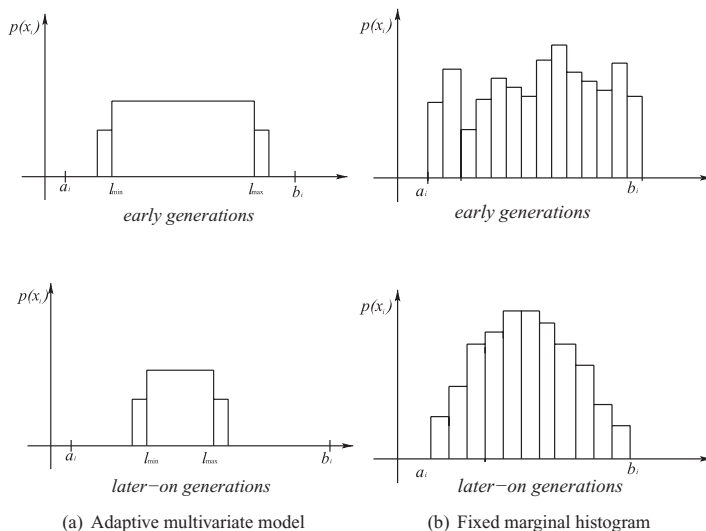 p(xᵢ)
aᵢ lmin lmax bᵢ
early generations
p(xᵢ)
aᵢ bᵢ
early generations
p(xᵢ)
aᵢ lmin lmax bᵢ
later−on generations
(a) Adaptive multivariate model
p(xᵢ)
aᵢ bᵢ
later−on generations
(b) Fixed marginal histogram